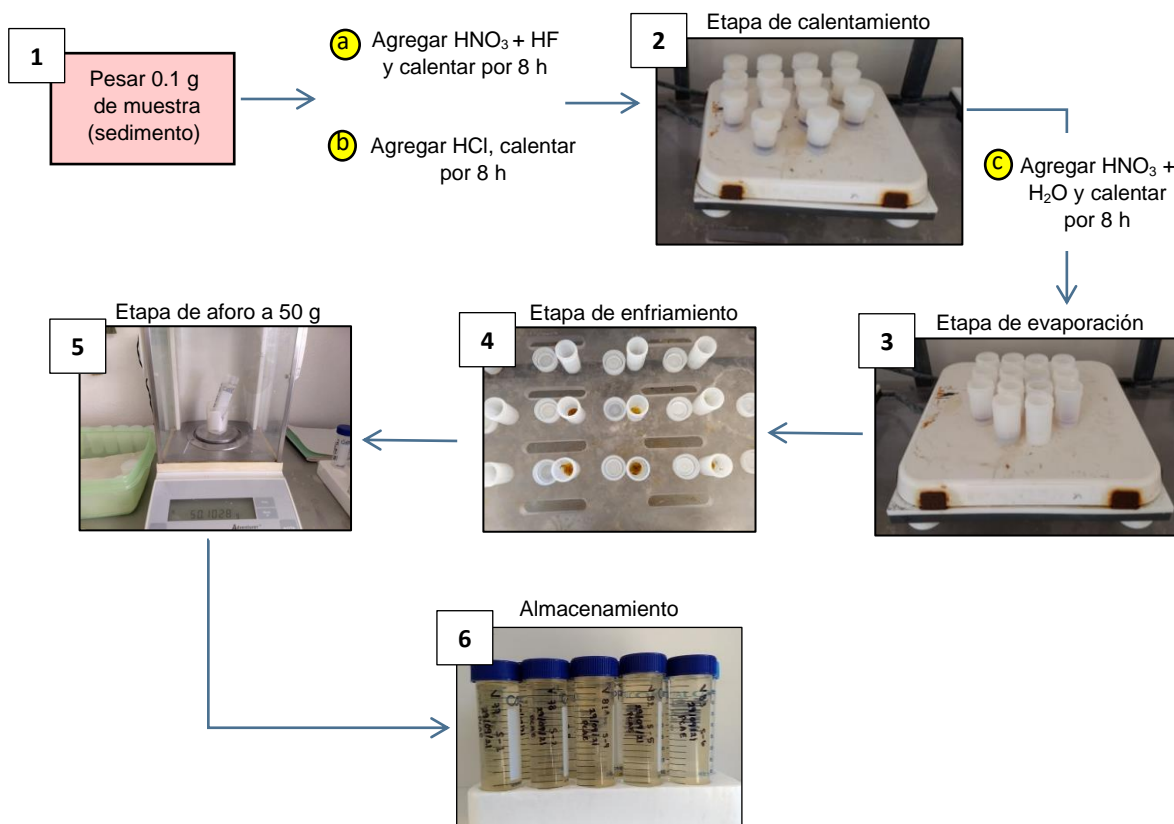 1
Pesar 0.1 g
de muestra
(sedimento)
a
Agregar HNO₃ + HF
y calentar por 8 h
b
Agregar HCl, calentar
por 8 h
Etapa de calentamiento
2
c
Agregar HNO₃ +
H₂O y calentar
por 8 h
Etapa de evaporación
3
Etapa de enfriamiento
4
Etapa de aforo a 50 g
5
50.1028
Almacenamiento
6